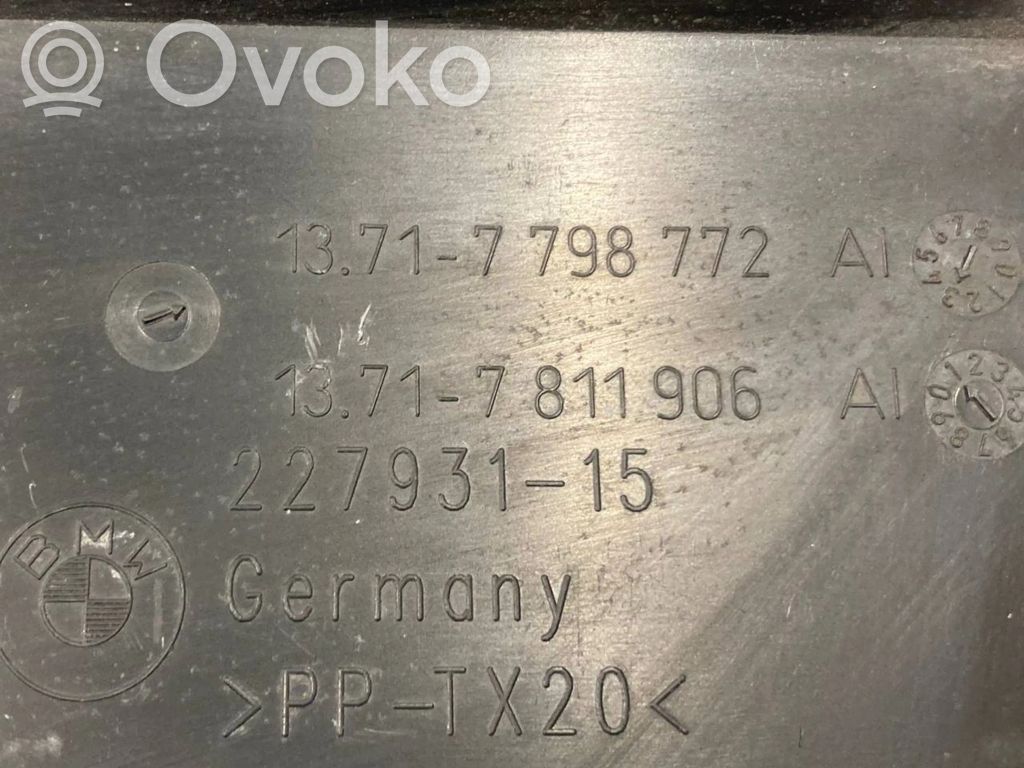 Ovoko
13.71-7 798 772 AI
13.71-7 811 906 AI
227931-15
BMW
Germany
>PP-TX20<